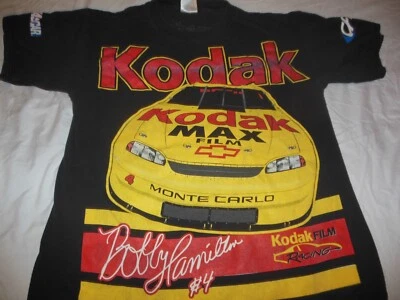 Kodak
Kodak
MAX
FILM
4
MONTE CARLO
Bobby Hamilton
#4
Kodak FILM
RACING